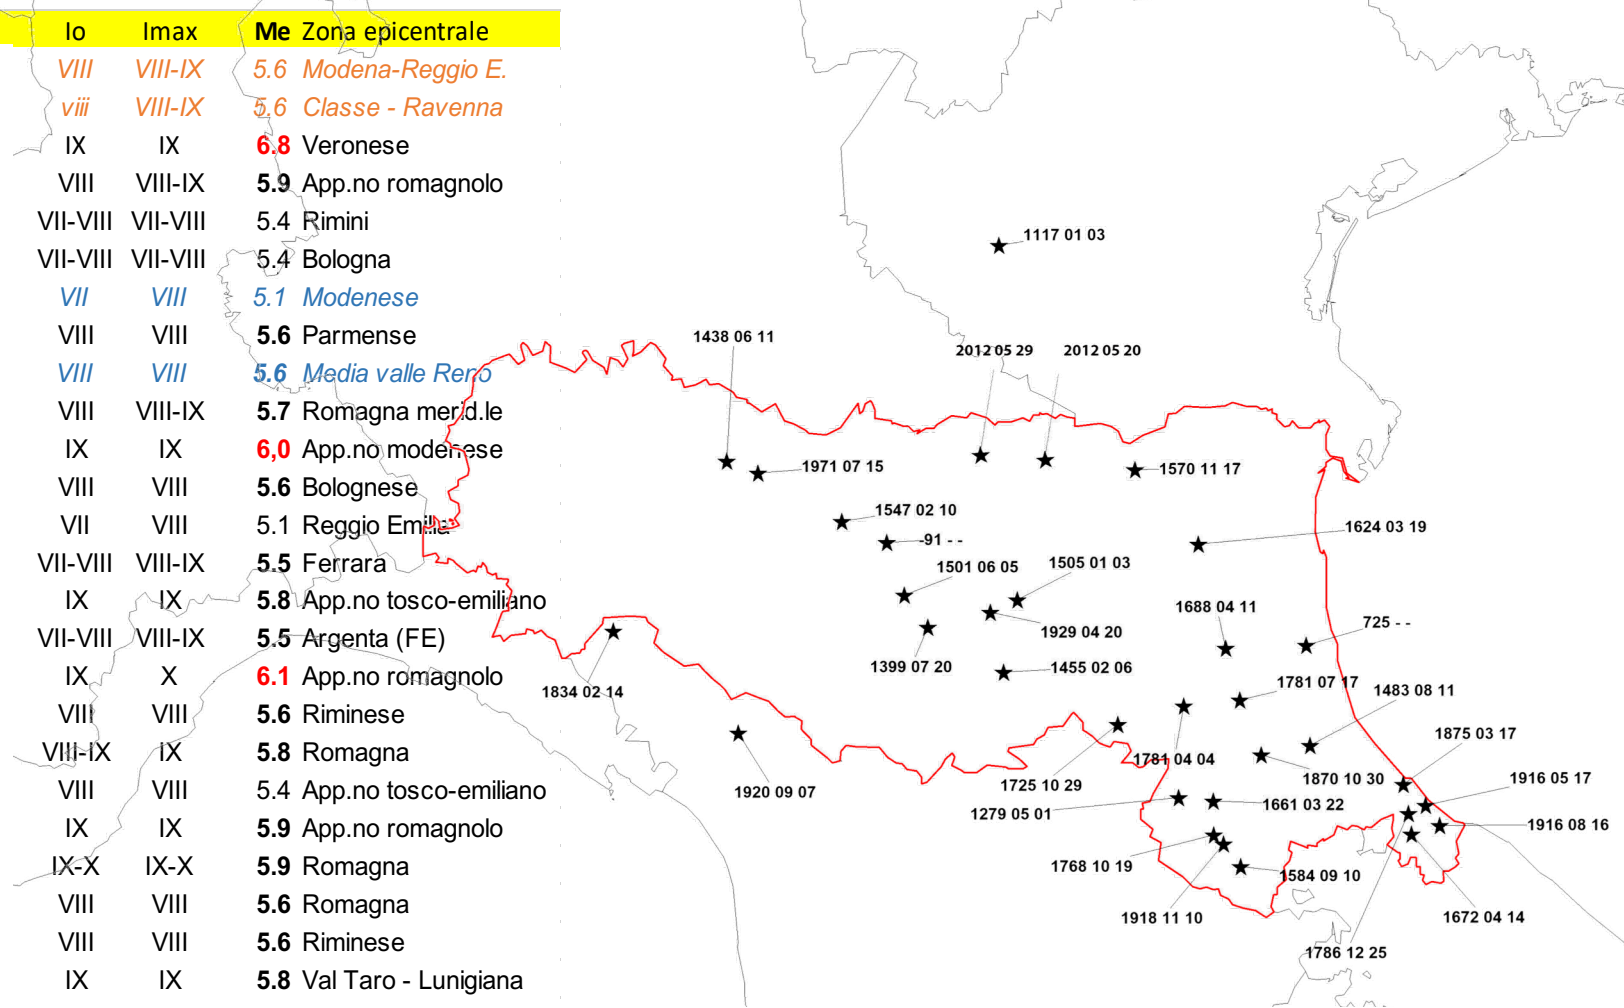 Io Imax Me Zona epicentrale
VIII VIII-IX 5.6 Modena-Reggio E.
viii VIII-IX 5.6 Classe - Ravenna
IX IX 6.8 Veronese
VIII VIII-IX 5.9 App.no romagnolo
VII-VIII VII-VIII 5.4 Rimini
VII-VIII VII-VIII 5.4 Bologna
VII VIII 5.1 Modenese
VIII VIII 5.6 Parmense
VIII VIII 5.6 Media valle Reno
VIII VIII-IX 5.7 Romagna merid.le
IX IX 6,0 App.no modenese
VIII VIII 5.6 Bolognese
VII VIII 5.1 Reggio Emilia
VII-VIII VIII-IX 5.5 Ferrara
IX IX 5.8 App.no tosco-emiliano
VII-VIII VIII-IX 5.5 Argenta (FE)
IX X 6.1 App.no romagnolo
VIII VIII 5.6 Riminese
VIII-IX IX 5.8 Romagna
VIII VIII 5.4 App.no tosco-emiliano
IX IX 5.9 App.no romagnolo
IX-X IX-X 5.9 Romagna
VIII VIII 5.6 Romagna
VIII VIII 5.6 Riminese
IX IX 5.8 Val Taro - Lunigiana
1117 01 03
1438 06 11
2012 05 29
2012 05 20
1971 07 15
1570 11 17
1547 02 10
1624 03 19
-91 - -
1501 06 05
1505 01 03
1688 04 11
725 - -
1929 04 20
1399 07 20
1455 02 06
1834 02 14
1781 07 17
1483 08 11
1875 03 17
1781 04 04
1870 10 30
1916 05 17
1725 10 29
1920 09 07
1279 05 01
1661 03 22
1916 08 16
1768 10 19
1584 09 10
1918 11 10
1672 04 14
1786 12 25